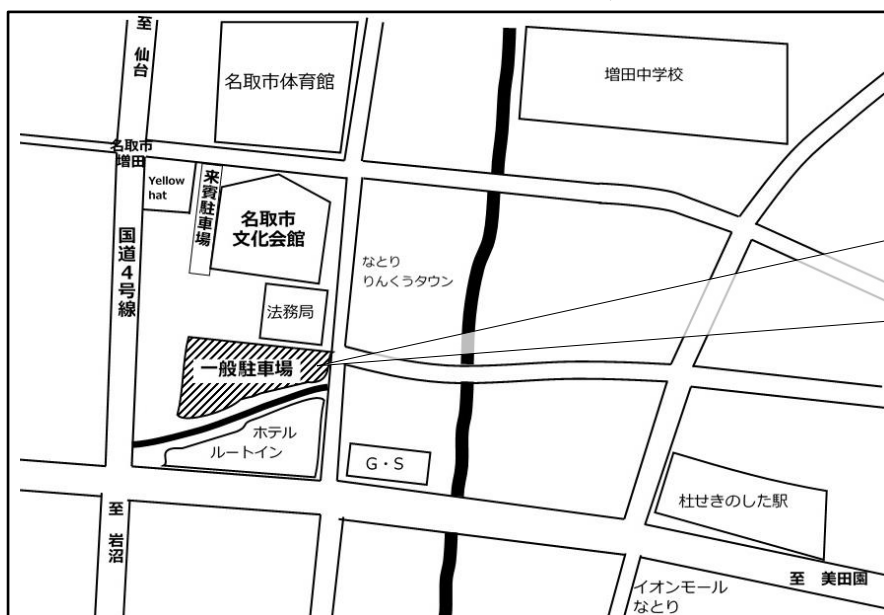 至 仙台
名取市体育館
増田中学校
名取市
増田
Yellow
hat
来賓駐車場
名取市
文化会館
国道4号線
なとり
りんくうタウン
法務局
一般駐車場
ホテル
ルートイン
G・S
杜せきのした駅
至 岩沼
至 美田園
イオンモール
なとり